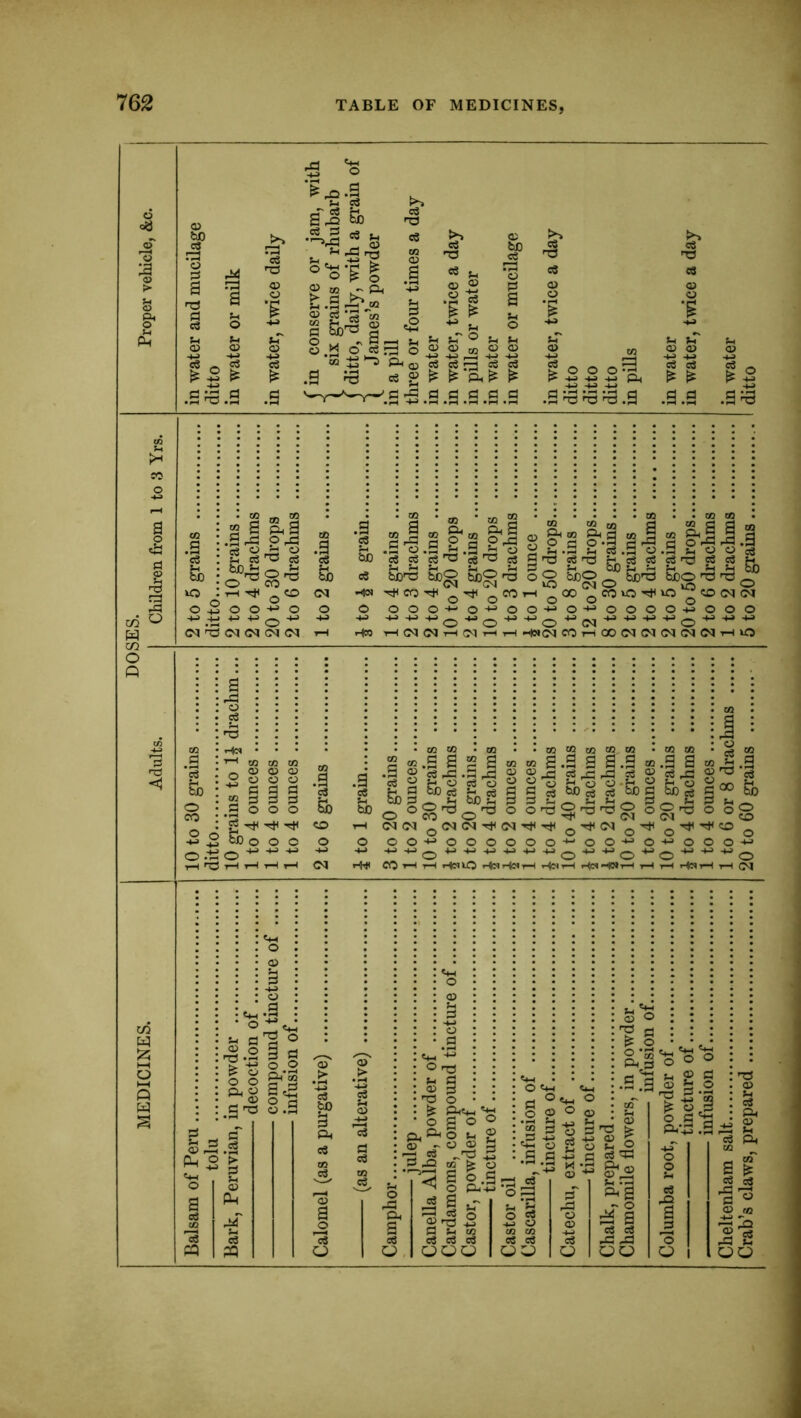 762 TABLE OF MEDICINES,
MEDICINES. DOSES. Proper vehicle, &c.
Adults. Children from 1 to 3 Yrs.
Balsam of Peru 10 to 30 grains 2 to 5 grains in water and mucilage
—— tolu ditto ditto ditto
Bark, Peruvian, in powder 10 grains to 1½ drachm 2 to 10 grains in water or milk
—— decoction of 1 to 4 ounces 2 to 4 drachms
—— compound tincture of 1 to 4 ounces 20 to 30 drops in water, twice daily
—— infusion of 1 to 4 ounces 2 to 6 drachms
Calomel (as a purgative) 2 to 6 grains 1 to 2 grains { in conserve or jam, with
six grains of rhubarb
—— (as an alterative) ¼ to 1 grain ⅓ to ½ a grain { ditto, daily, with a grain of
James's powder
Camphor 3 to 20 grains 1 to 4 grains in a pill
—— julep 1 to 2 ounces 2 to 3 drachms three or four times a day
Canella Alba, powder of 10 to 30 grains 2 to 4 grains in water
Cardamoms, compound tincture of ½ to 2 drachms 10 to 20 drops in water, twice a day
Castor, powder of 5 to 20 grains 2 to 4 grains in pills or water
—— tincture of ½ to 4 drachms 10 to 20 drops in water
Castor oil ½ to 2 ounces 1 to 3 drachms in water or mucilage
Cascarilla, infusion of 1 to 4 ounces ½ to 1 ounce
—— tincture of ½ to 4 drachms 20 to 50 drops in water, twice a day
Catechu, extract of 10 to 40 grains 3 to 8 grains ditto
—— tincture of ½ to 4 drachms 12 to 20 drops ditto
Chalk, prepared ½ to 2 drachms 8 to 30 grains ditto
Chamomile flowers, in powder 10 to 20 grains 2 to 5 grains in pills
—— infusion of 1 to 4 ounces 2 to 4 drachms
Columba root, powder of 10 to 20 grains 2 to 5 grains in water
—— tincture of ½ to 4 drachms 20 to 50 drops in water, twice a day
—— infusion of 1 to 4 ounces 2 to 6 drachms
Cheltenham salt 1 to 6 or 8 drachms 1 to 2 drachms in water
Crab's claws, prepared 20 to 60 grains 5 to 20 grains ditto